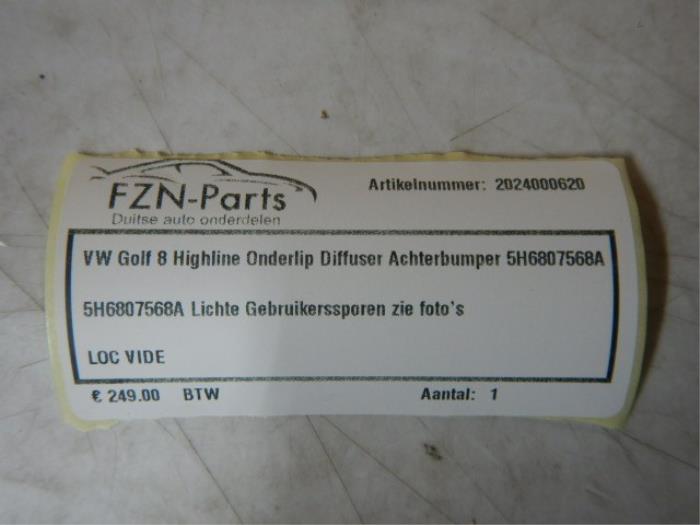 FZN-Parts
Duitse auto onderdelen
Artikelnummer: 2024000620
VW Golf 8 Highline Onderlip Diffuser Achterbumper 5H6807568A
5H6807568A Lichte Gebruikerssporen zie foto's
LOC VIDE
€ 249.00 BTW Aantal: 1